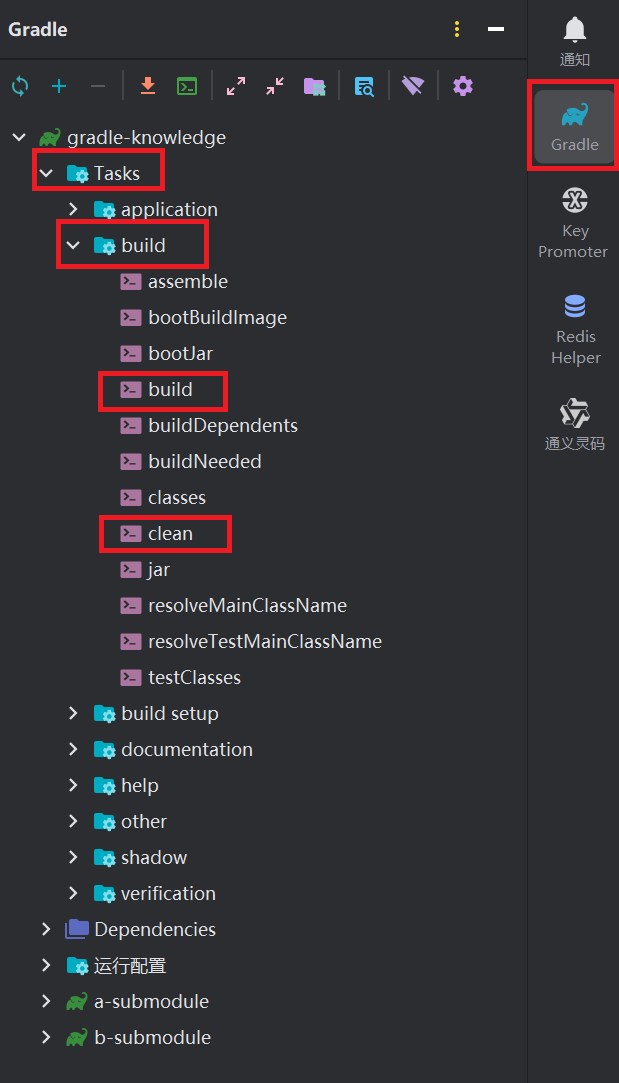 Gradle
gradle-knowledge
Tasks
application
build
assemble
bootBuildImage
bootJar
build
buildDependents
buildNeeded
classes
clean
jar
resolveMainClassName
resolveTestMainClassName
testClasses
build setup
documentation
help
other
shadow
verification
Dependencies
运行配置
a-submodule
b-submodule
通知
Gradle
Key
Promoter
Redis
Helper
通义灵码